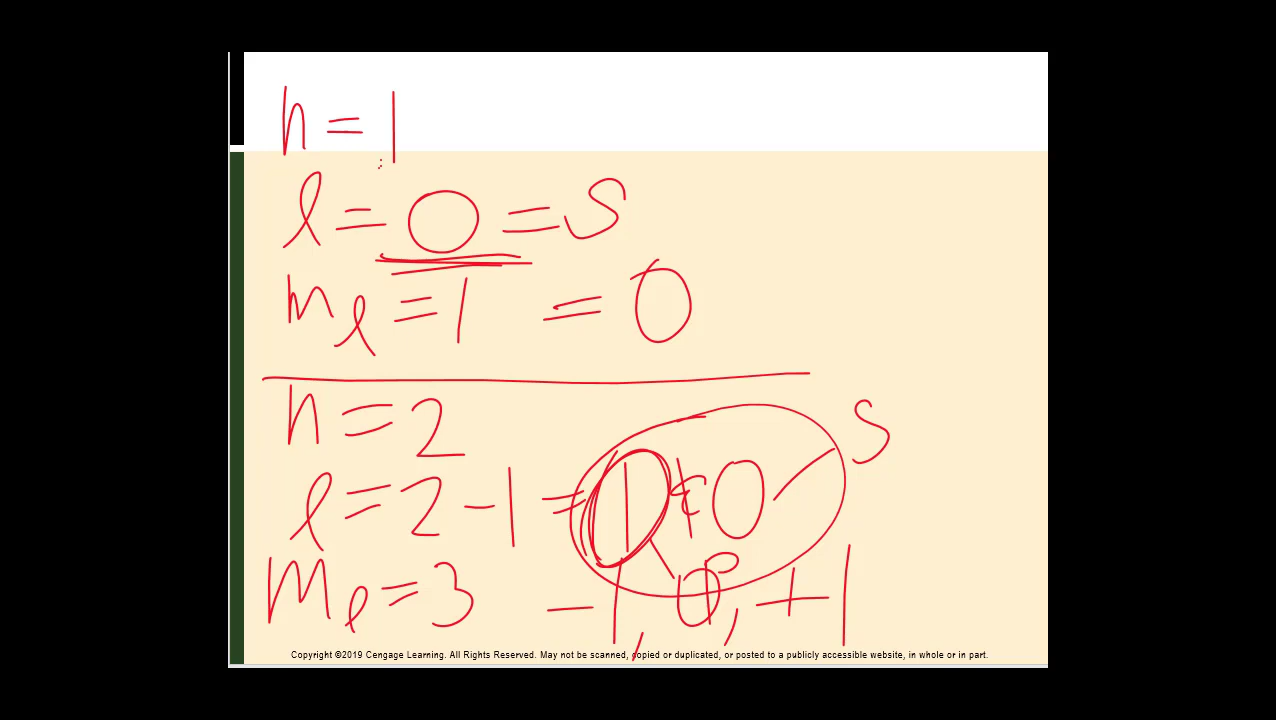 n = 1
l = 0 = s
ml = 1 = 0
n = 2
s
l = 2 - 1 = 1 & 0
p
ml = 3 -1, 0, +1
Copyright ©2019 Cengage Learning. All Rights Reserved. May not be scanned, copied or duplicated, or posted to a publicly accessible website, in whole or in part.